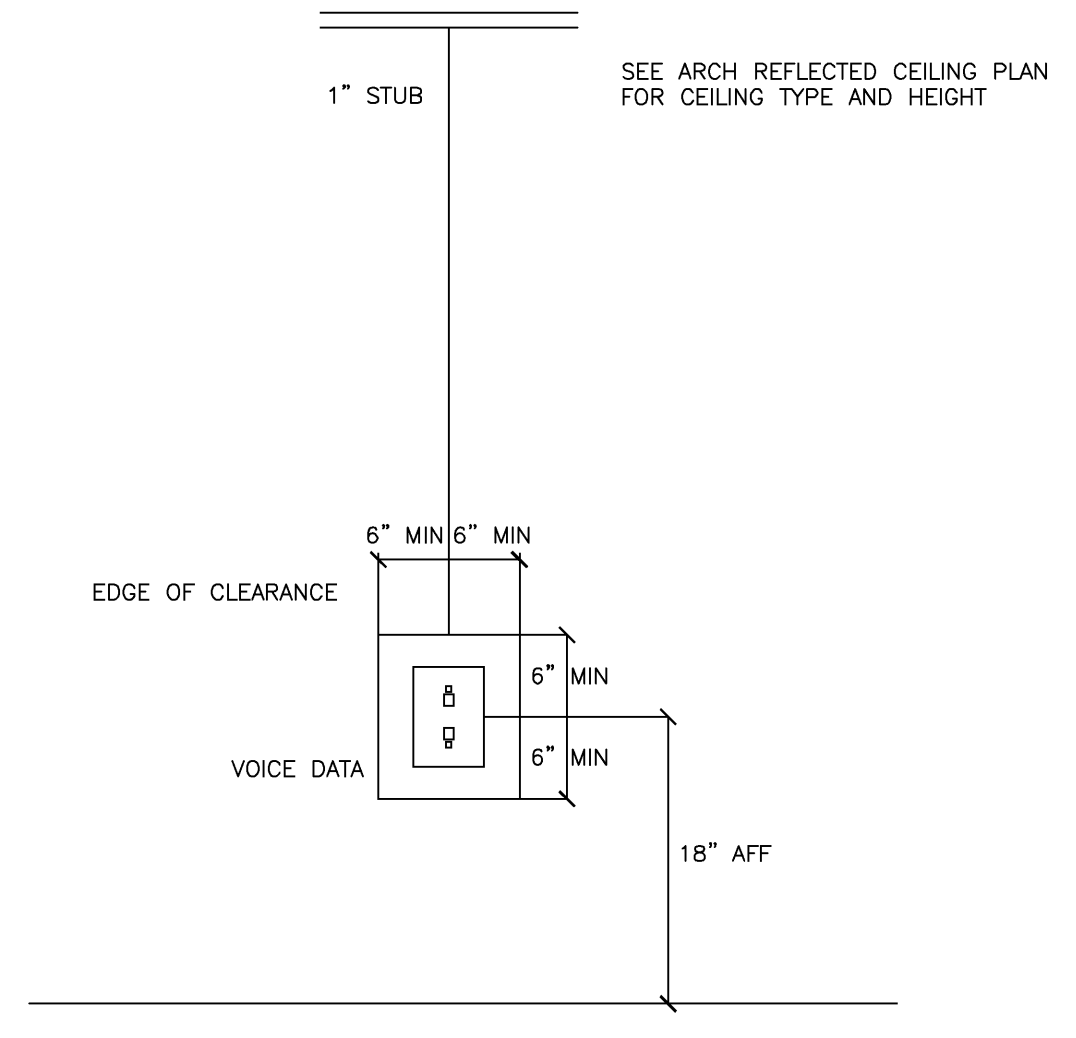 SEE ARCH REFLECTED CEILING PLAN
FOR CEILING TYPE AND HEIGHT
1” STUB
6” MIN 6” MIN
EDGE OF CLEARANCE
6” MIN
6” MIN
VOICE DATA
18” AFF